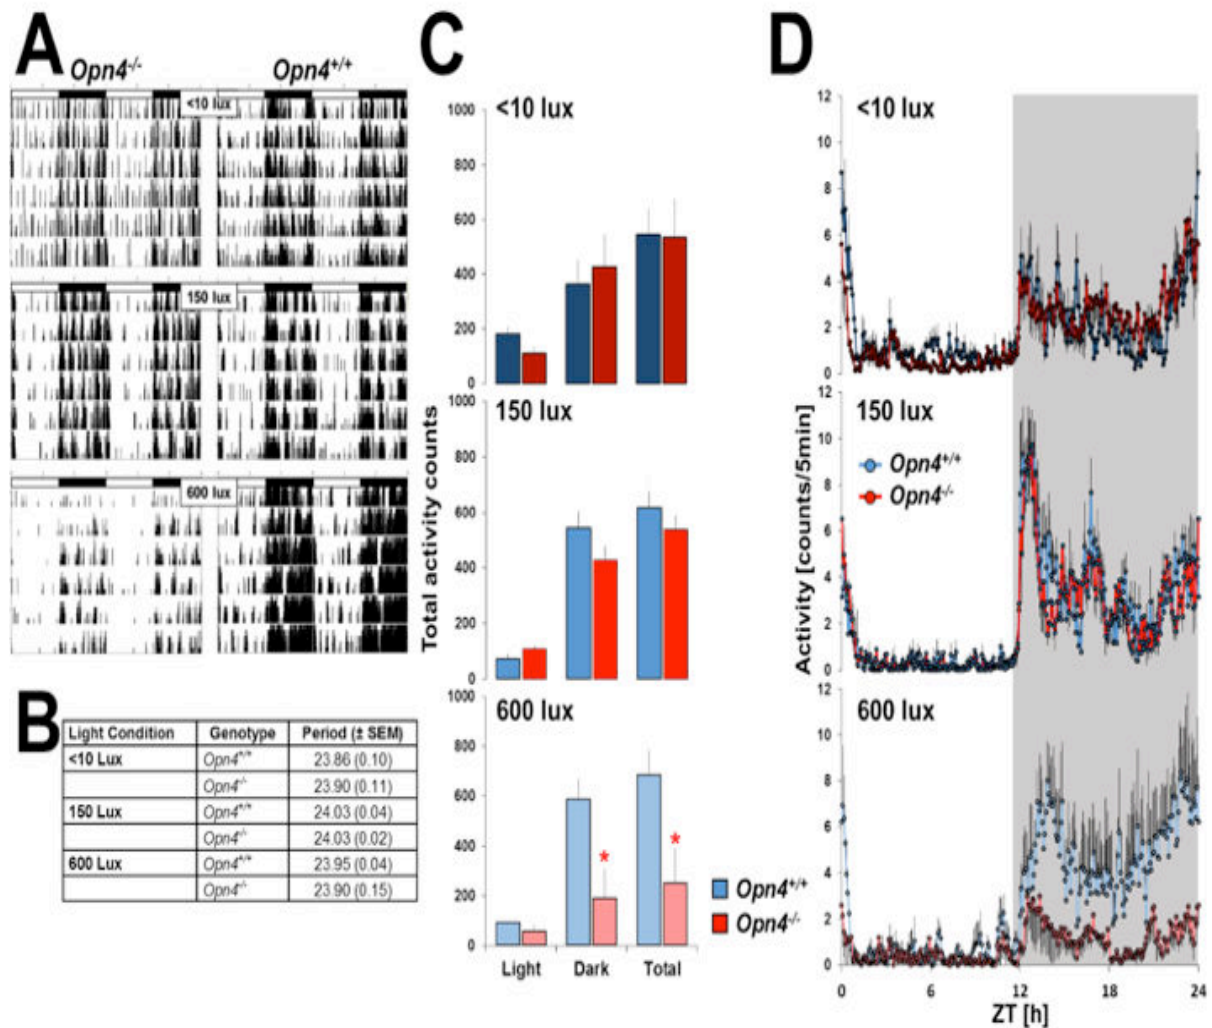 A
Opn4-/-
Opn4+/+
<10 lux
150 lux
600 lux
B
Light Condition Genotype Period (± SEM)
<10 Lux Opn4+/+ 23.86 (0.10)
Opn4-/- 23.90 (0.11)
150 Lux Opn4+/+ 24.03 (0.04)
Opn4-/- 24.03 (0.02)
600 Lux Opn4+/+ 23.95 (0.04)
Opn4-/- 23.90 (0.15)
C
Total activity counts
<10 lux
1000
800
600
400
200
0
150 lux
1000
800
600
400
200
0
600 lux
1000
800
600
400
200
0
* *
Light Dark Total
Opn4+/+
Opn4-/-
D
Activity [counts/5min]
<10 lux
12
10
8
6
4
2
0
150 lux
Opn4+/+
Opn4-/-
12
10
8
6
4
2
0
600 lux
12
10
8
6
4
2
0
0 6 12 18 24
ZT [h]